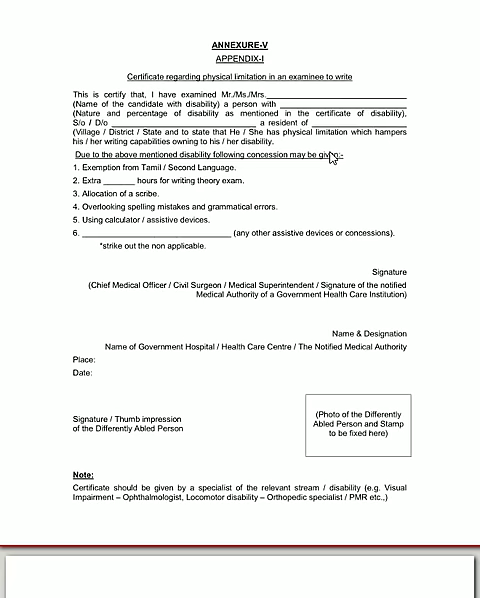 ANNEXURE-V
APPENDIX-I
Certificate regarding physical limitation in an examinee to write
This is certify that, I have examined Mr./Ms./Mrs.
(Name of the candidate with disability) a person with
(Nature and percentage of disability as mentioned in the certificate of disability),
S/o / D/o a resident of
(Village / District / State and to state that He / She has physical limitation which hampers
his / her writing capabilities owning to his / her disability.
Due to the above mentioned disability following concession may be given:-
1. Exemption from Tamil / Second Language.
2. Extra _______ hours for writing theory exam.
3. Allocation of a scribe.
4. Overlooking spelling mistakes and grammatical errors.
5. Using calculator / assistive devices.
6. __________________________________ (any other assistive devices or concessions).
*strike out the non applicable.
Signature
(Chief Medical Officer / Civil Surgeon / Medical Superintendent / Signature of the notified
Medical Authority of a Government Health Care Institution)
Name & Designation
Name of Government Hospital / Health Care Centre / The Notified Medical Authority
Place:
Date:
Signature / Thumb impression
of the Differently Abled Person
(Photo of the Differently
Abled Person and Stamp
to be fixed here)
Note:
Certificate should be given by a specialist of the relevant stream / disability (e.g. Visual
Impairment – Ophthalmologist, Locomotor disability – Orthopedic specialist / PMR etc.,)